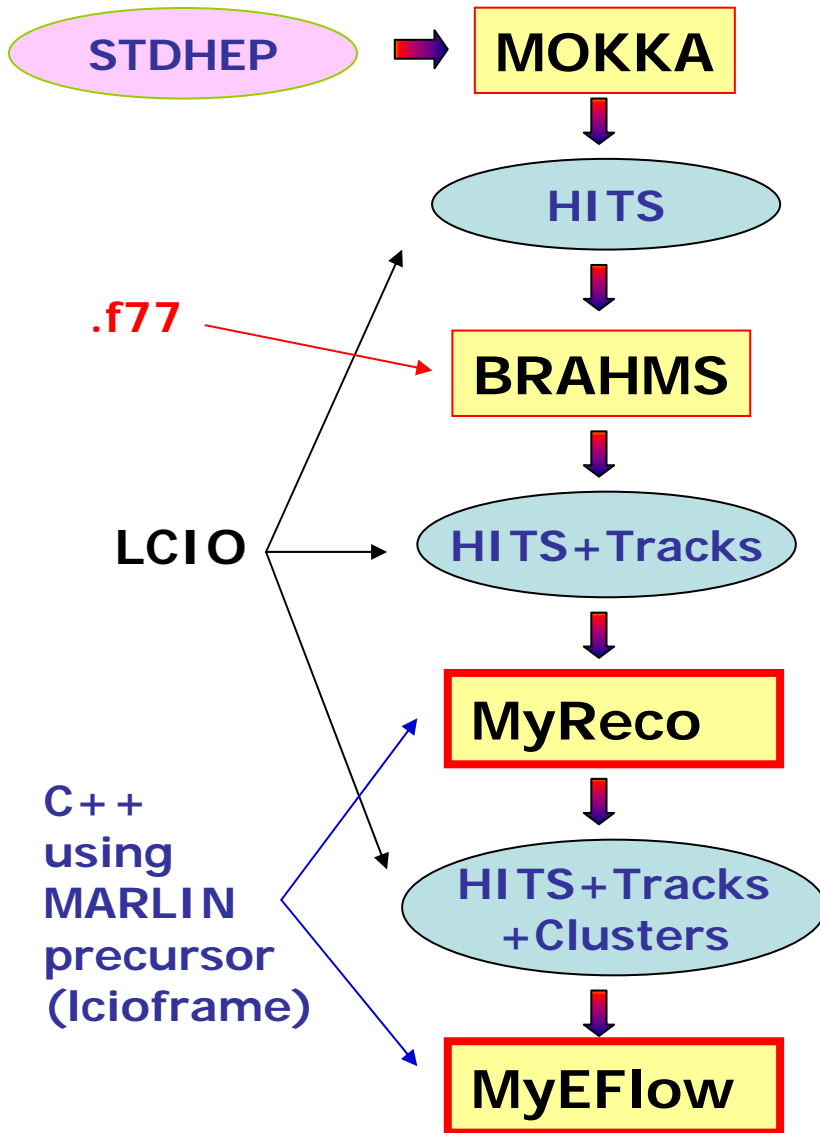 STDHEP
MOKKA
HITS
.f77
BRAHMS
LCIO
HITS+Tracks
MyReco
C++
using
MARLIN
precursor
(lcioframe)
HITS+Tracks
+Clusters
MyEFlow